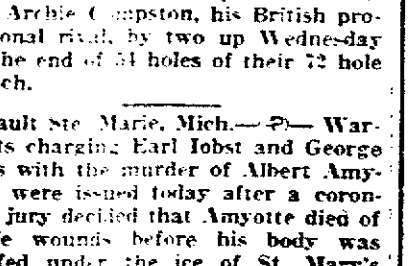 Archie Compston, his British pro-
onal rival, by two up Wednesday
he end of 54 holes of their 72 hole
ch.
ault Ste. Marie, Mich.—(P)— War-
ts charging Earl Iobst and George
s with the murder of Albert Amy-
were issued today after a coron-
jury decided that Amyotte died of
e wounds before his body was
fed under the ice of St. Mary's